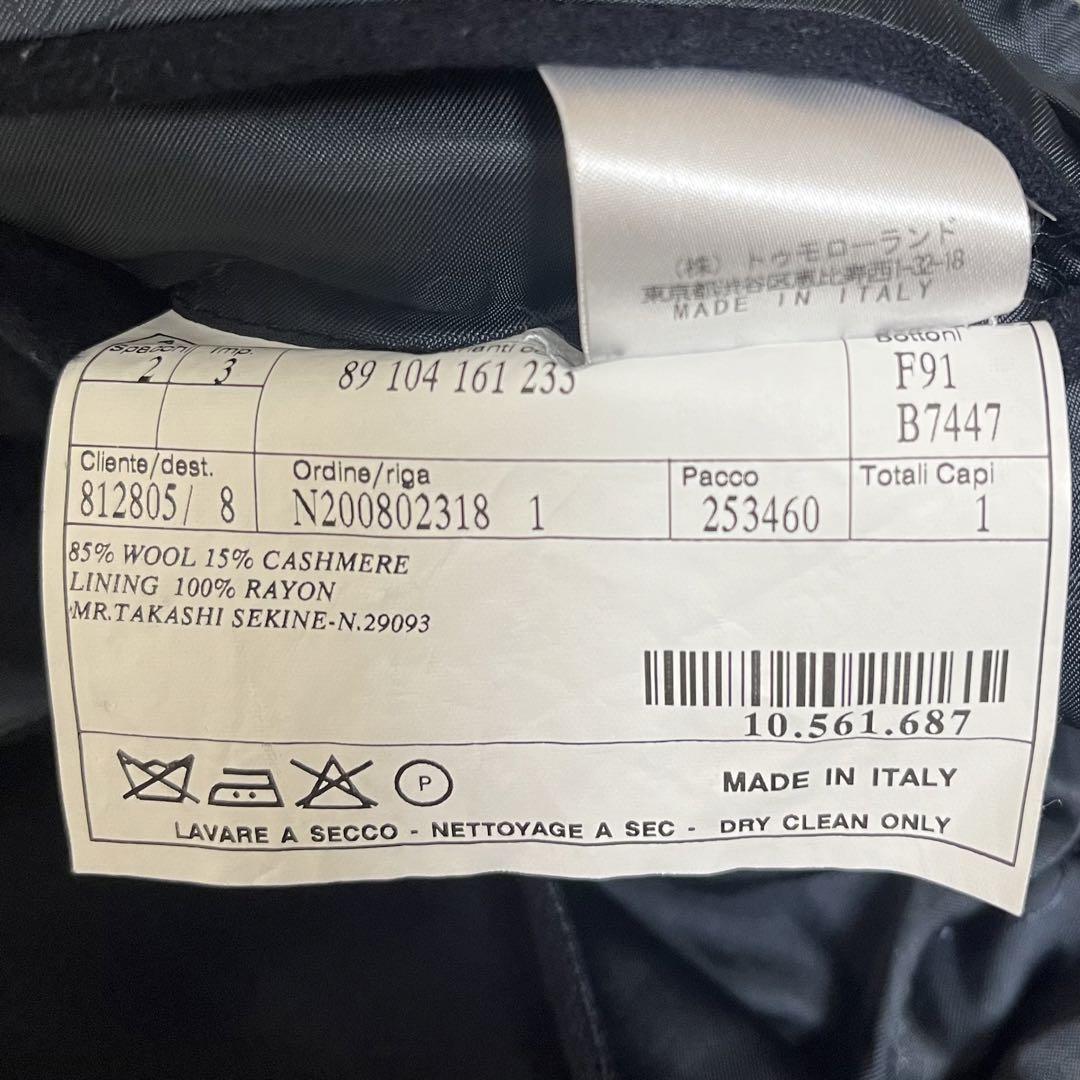 (株) トゥモローランド
東京都渋谷区恵比寿西1-32-18
MADE IN ITALY
Bottoni
2 3 89 104 161 233 F91
B7447
Cliente/dest. Ordine/riga Pacco Totali Capi
812805/ 8 N200802318 1 253460 1
85% WOOL 15% CASHMERE
LINING 100% RAYON
MR.TAKASHI SEKINE-N.29093
10.561.687
P MADE IN ITALY
LAVARE A SECCO - NETTOYAGE A SEC - DRY CLEAN ONLY